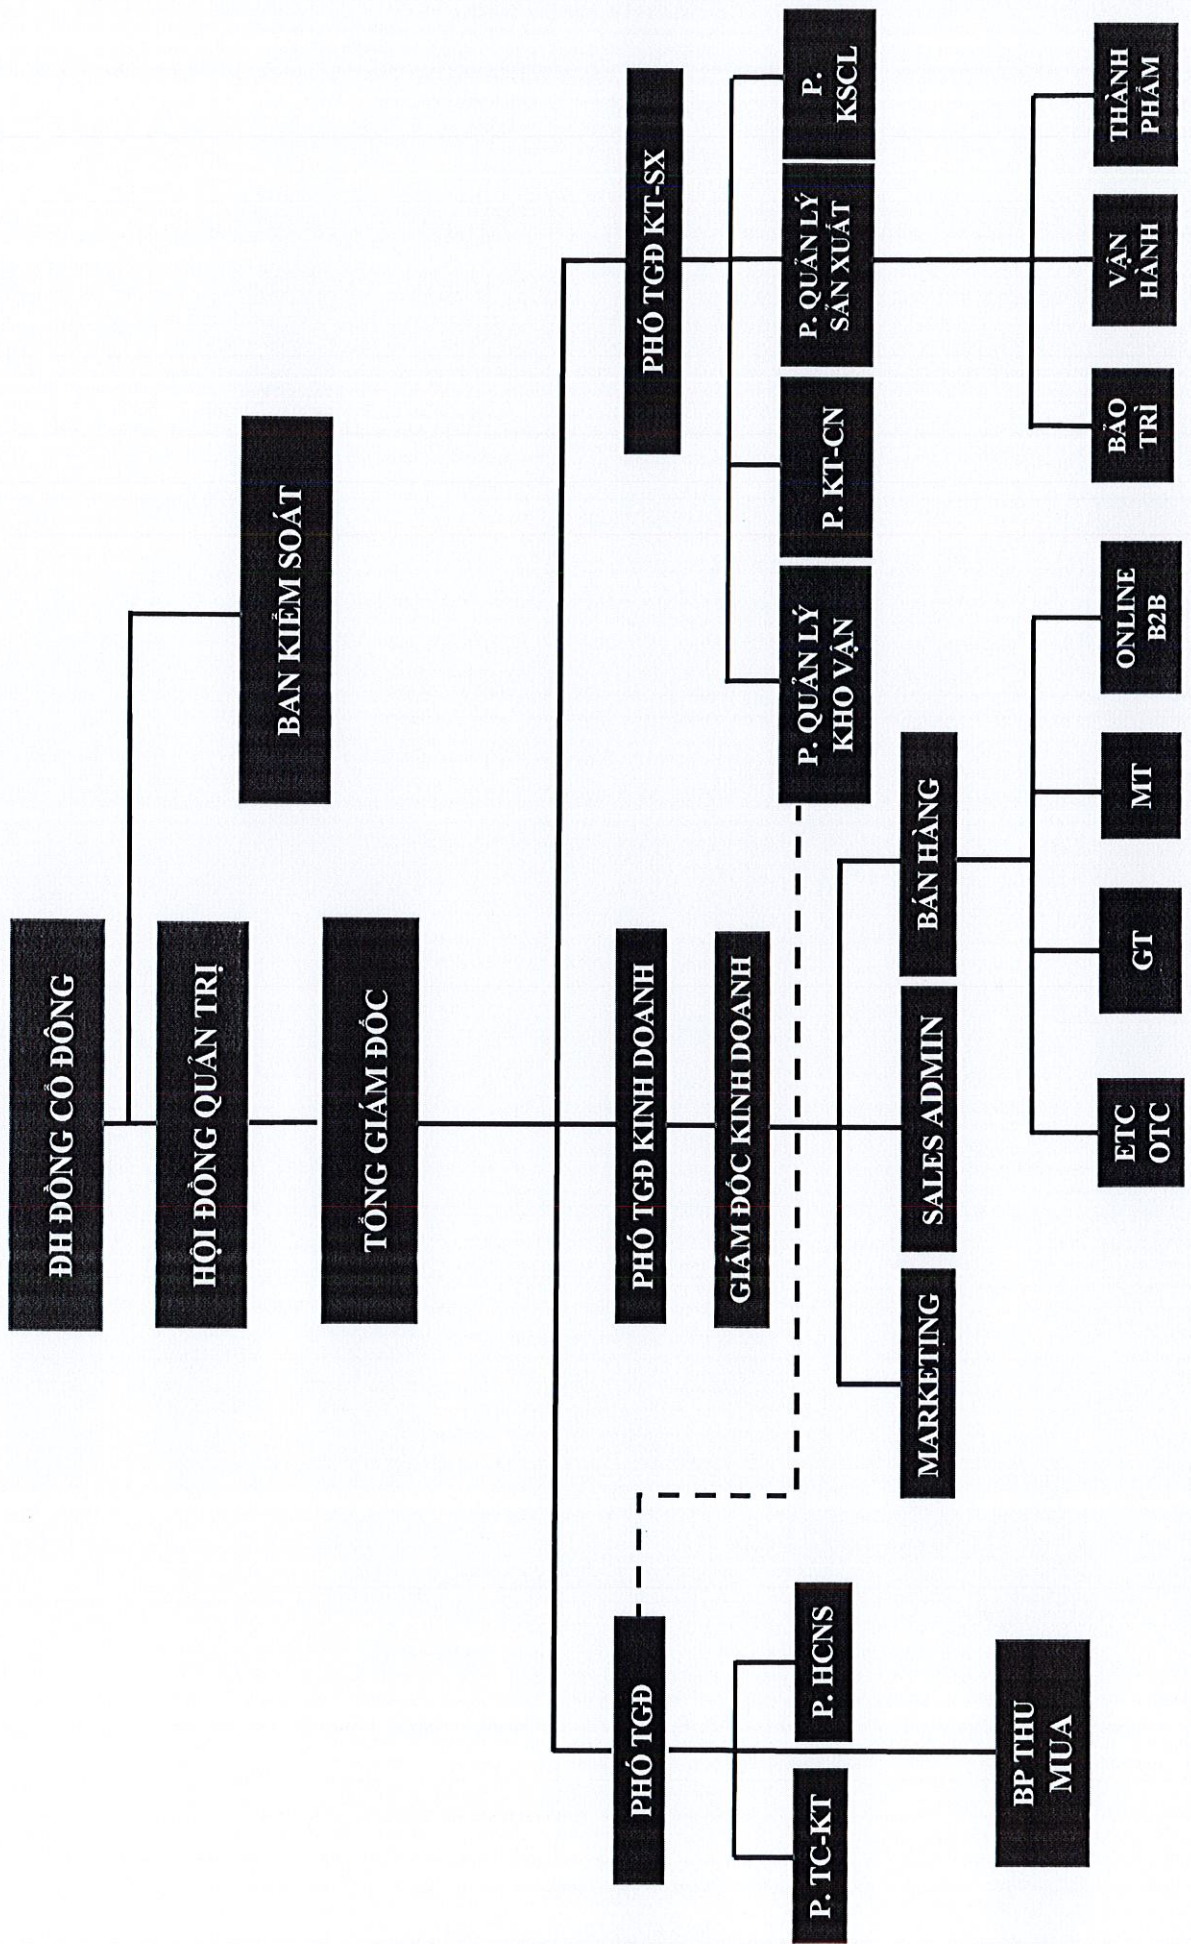 ĐH ĐỒNG CỔ ĐÔNG
HỘI ĐỒNG QUẢN TRỊ
BAN KIỂM SOÁT
TỔNG GIÁM ĐỐC
PHÓ TGĐ
PHÓ TGĐ KINH DOANH
PHÓ TGĐ KT-SX
GIÁM ĐỐC KINH DOANH
P. TC-KT
P. HCNS
P. QUẢN LÝ
KHO VẬN
P. KT-CN
P. QUẢN LÝ
SẢN XUẤT
P.
KSCL
MARKETING
SALES ADMIN
BÁN HÀNG
BP THU
MUA
ETC
OTC
GT
MT
ONLINE
B2B
BẢO
TRÌ
VẬN
HÀNH
THÀNH
PHẨM